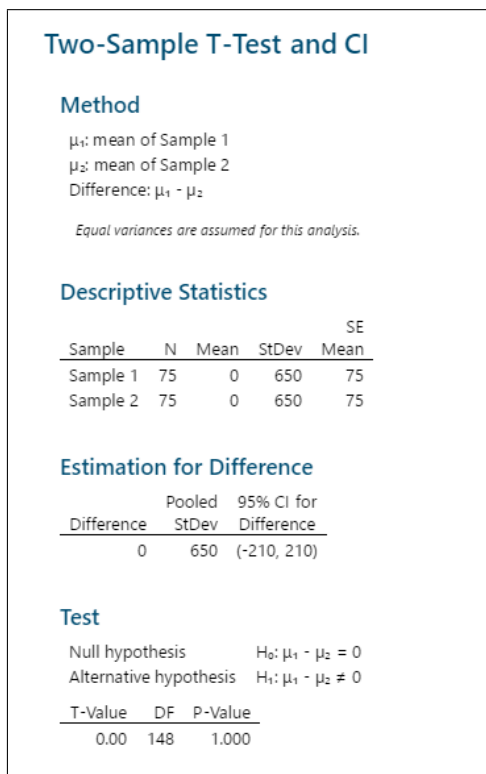 Two-Sample T-Test and CI
Method
μ₁: mean of Sample 1
µ₂: mean of Sample 2
Difference: μ₁ - µ₂
Equal variances are assumed for this analysis.
Descriptive Statistics
SE
Sample N Mean StDev Mean
Sample 1 75 0 650 75
Sample 2 75 0 650 75
Estimation for Difference
Pooled 95% CI for
Difference StDev Difference
0 650 (-210, 210)
Test
Null hypothesis H₀: μ₁ - µ₂ = 0
Alternative hypothesis H₁: μ₁ - µ₂ ≠ 0
T-Value DF P-Value
0.00 148 1.000